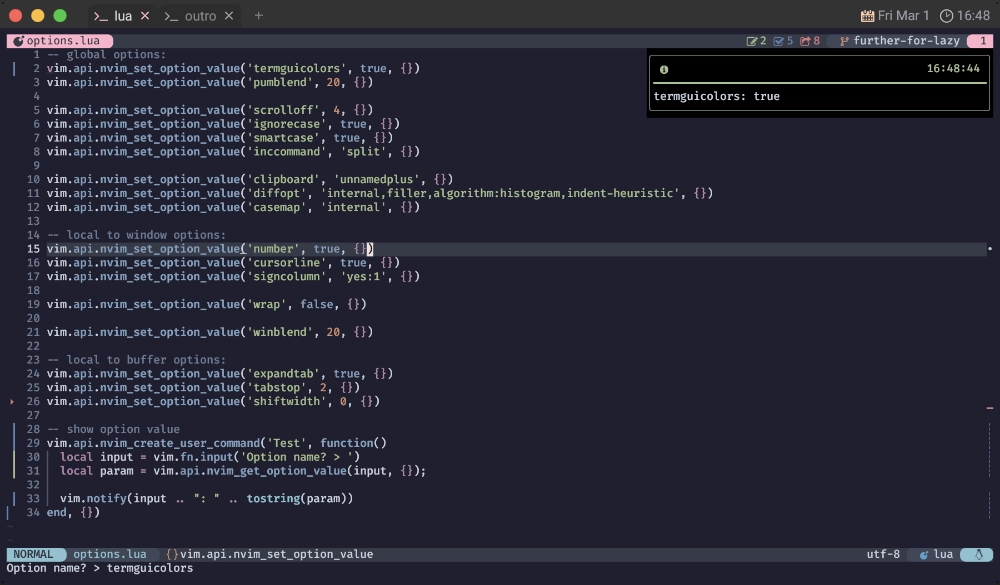 lua × outro × + Fri Mar 1 16:48
options.lua 2 5 8 further-for-lazy 1
1 -- global options:
2 vim.api.nvim_set_option_value('termguicolors', true, {})
3 vim.api.nvim_set_option_value('pumblend', 20, {})
4
5 vim.api.nvim_set_option_value('scrolloff', 4, {})
6 vim.api.nvim_set_option_value('ignorecase', true, {})
7 vim.api.nvim_set_option_value('smartcase', true, {})
8 vim.api.nvim_set_option_value('inccommand', 'split', {})
9
10 vim.api.nvim_set_option_value('clipboard', 'unnamedplus', {})
11 vim.api.nvim_set_option_value('diffopt', 'internal,filler,algorithm:histogram,indent-heuristic', {})
12 vim.api.nvim_set_option_value('casemap', 'internal', {})
13
14 -- local to window options:
15 vim.api.nvim_set_option_value('number', true, {})
16 vim.api.nvim_set_option_value('cursorline', true, {})
17 vim.api.nvim_set_option_value('signcolumn', 'yes:1', {})
18
19 vim.api.nvim_set_option_value('wrap', false, {})
20
21 vim.api.nvim_set_option_value('winblend', 20, {})
22
23 -- local to buffer options:
24 vim.api.nvim_set_option_value('expandtab', true, {})
25 vim.api.nvim_set_option_value('tabstop', 2, {})
26 vim.api.nvim_set_option_value('shiftwidth', 0, {})
27
28 -- show option value
29 vim.api.nvim_create_user_command('Test', function()
30 local input = vim.fn.input('Option name? > ')
31 local param = vim.api.nvim_get_option_value(input, {});
32
33 vim.notify(input .. ": " .. tostring(param))
34 end, {})
16:48:44
termguicolors: true
NORMAL options.lua {}vim.api.nvim_set_option_value utf-8 lua
Option name? > termguicolors